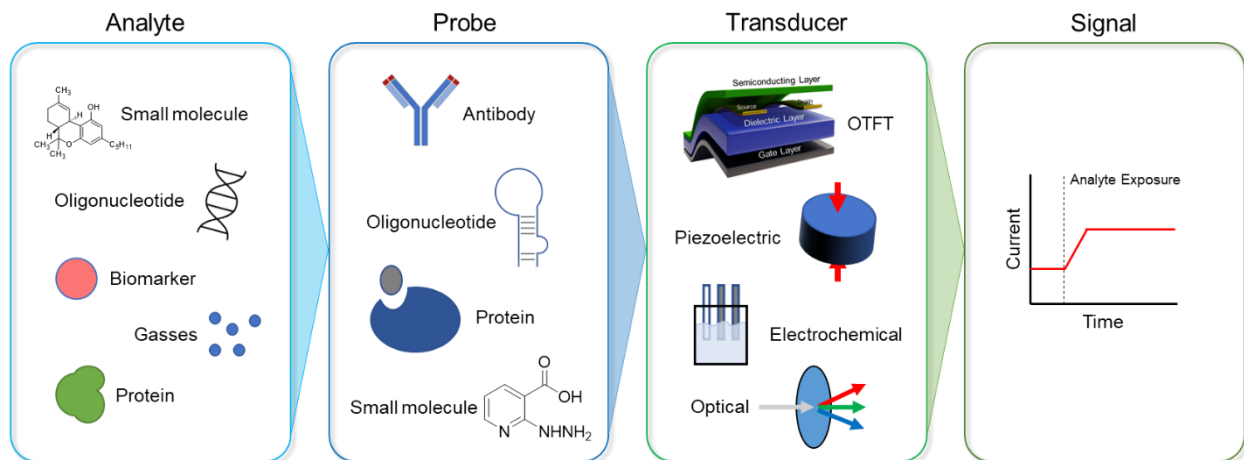 Analyte
Probe
Transducer
Signal
CH₃
OH
H
H
CH₃
O
CH₃
C₅H₁₁
Small molecule
Oligonucleotide
Biomarker
Gasses
Protein
Antibody
Oligonucleotide
Protein
Small molecule
O
OH
N
NHNH₂
Semiconducting Layer
Source
Drain
Dielectric Layer
Gate Layer
OTFT
Piezoelectric
Electrochemical
Optical
Analyte Exposure
Current
Time